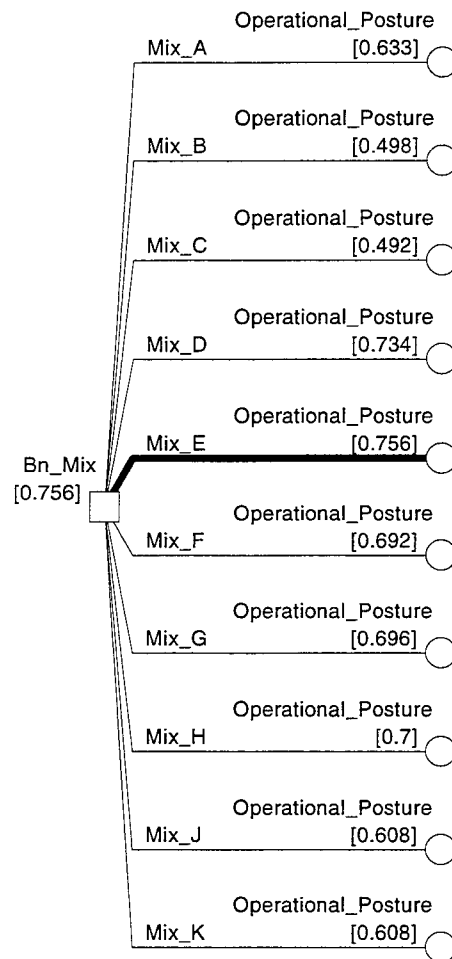 Operational_Posture
Mix_A [0.633]
Operational_Posture
Mix_B [0.498]
Operational_Posture
Mix_C [0.492]
Operational_Posture
Mix_D [0.734]
Operational_Posture
Mix_E [0.756]
Bn_Mix
[0.756]
Operational_Posture
Mix_F [0.692]
Operational_Posture
Mix_G [0.696]
Operational_Posture
Mix_H [0.7]
Operational_Posture
Mix_J [0.608]
Operational_Posture
Mix_K [0.608]